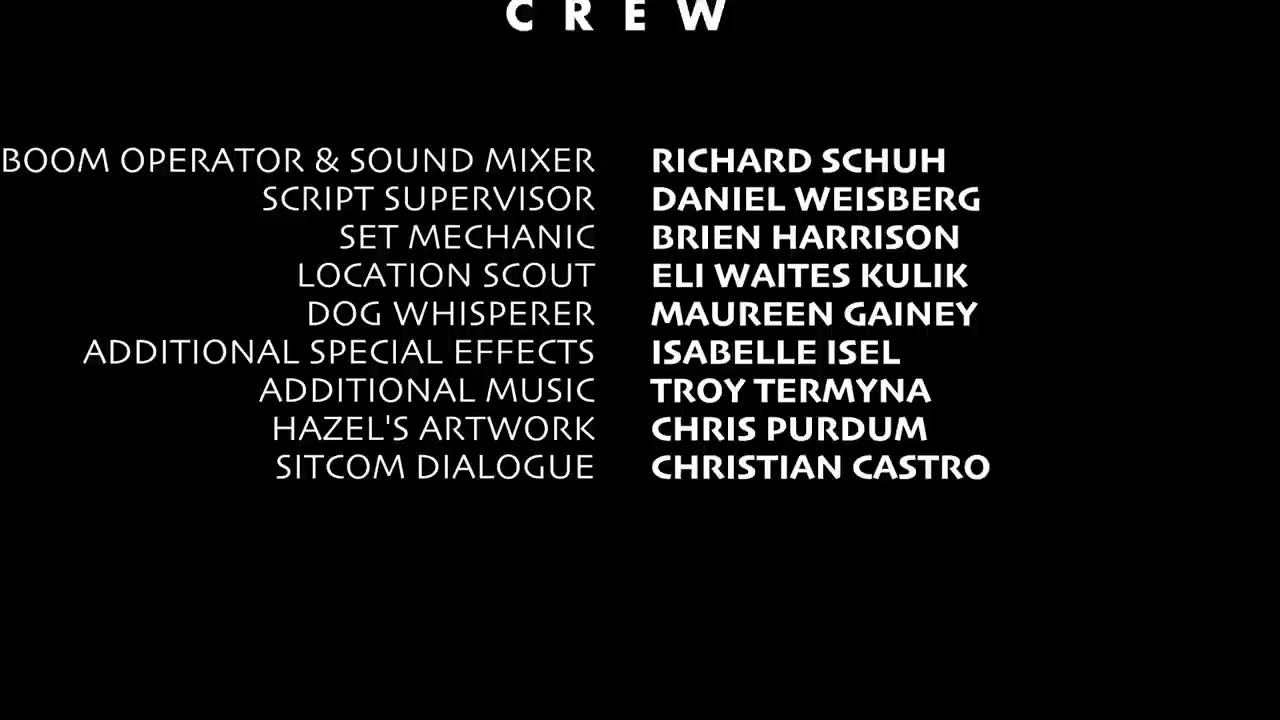 CREW
BOOM OPERATOR & SOUND MIXER RICHARD SCHUH
SCRIPT SUPERVISOR DANIEL WEISBERG
SET MECHANIC BRIEN HARRISON
LOCATION SCOUT ELI WAITES KULIK
DOG WHISPERER MAUREEN GAINEY
ADDITIONAL SPECIAL EFFECTS ISABELLE ISEL
ADDITIONAL MUSIC TROY TERMYNA
HAZEL'S ARTWORK CHRIS PURDUM
SITCOM DIALOGUE CHRISTIAN CASTRO